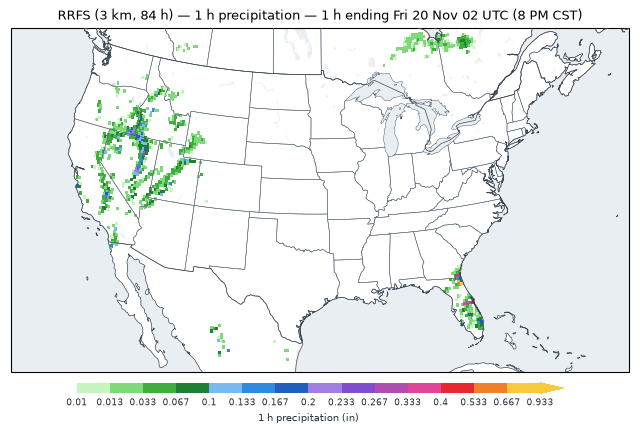 RRFS (3 km, 84 h) — 1 h precipitation — 1 h ending Fri 20 Nov 02 UTC (8 PM CST)
0.01 0.013 0.033 0.067 0.1 0.133 0.167 0.2 0.233 0.267 0.333 0.4 0.533 0.667 0.933
1 h precipitation (in)